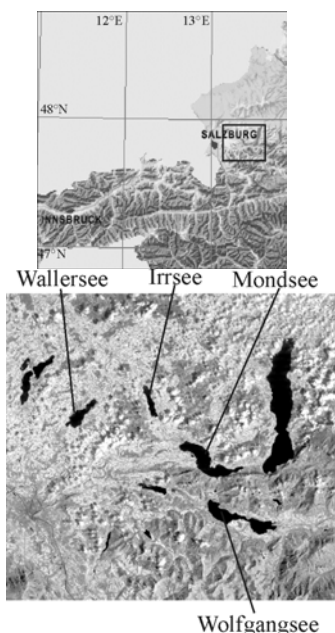 12°E 13°E
48°N
SALZBURG
INNSBRUCK
47°N
Wallersee Irrsee Mondsee
Wolfgangsee